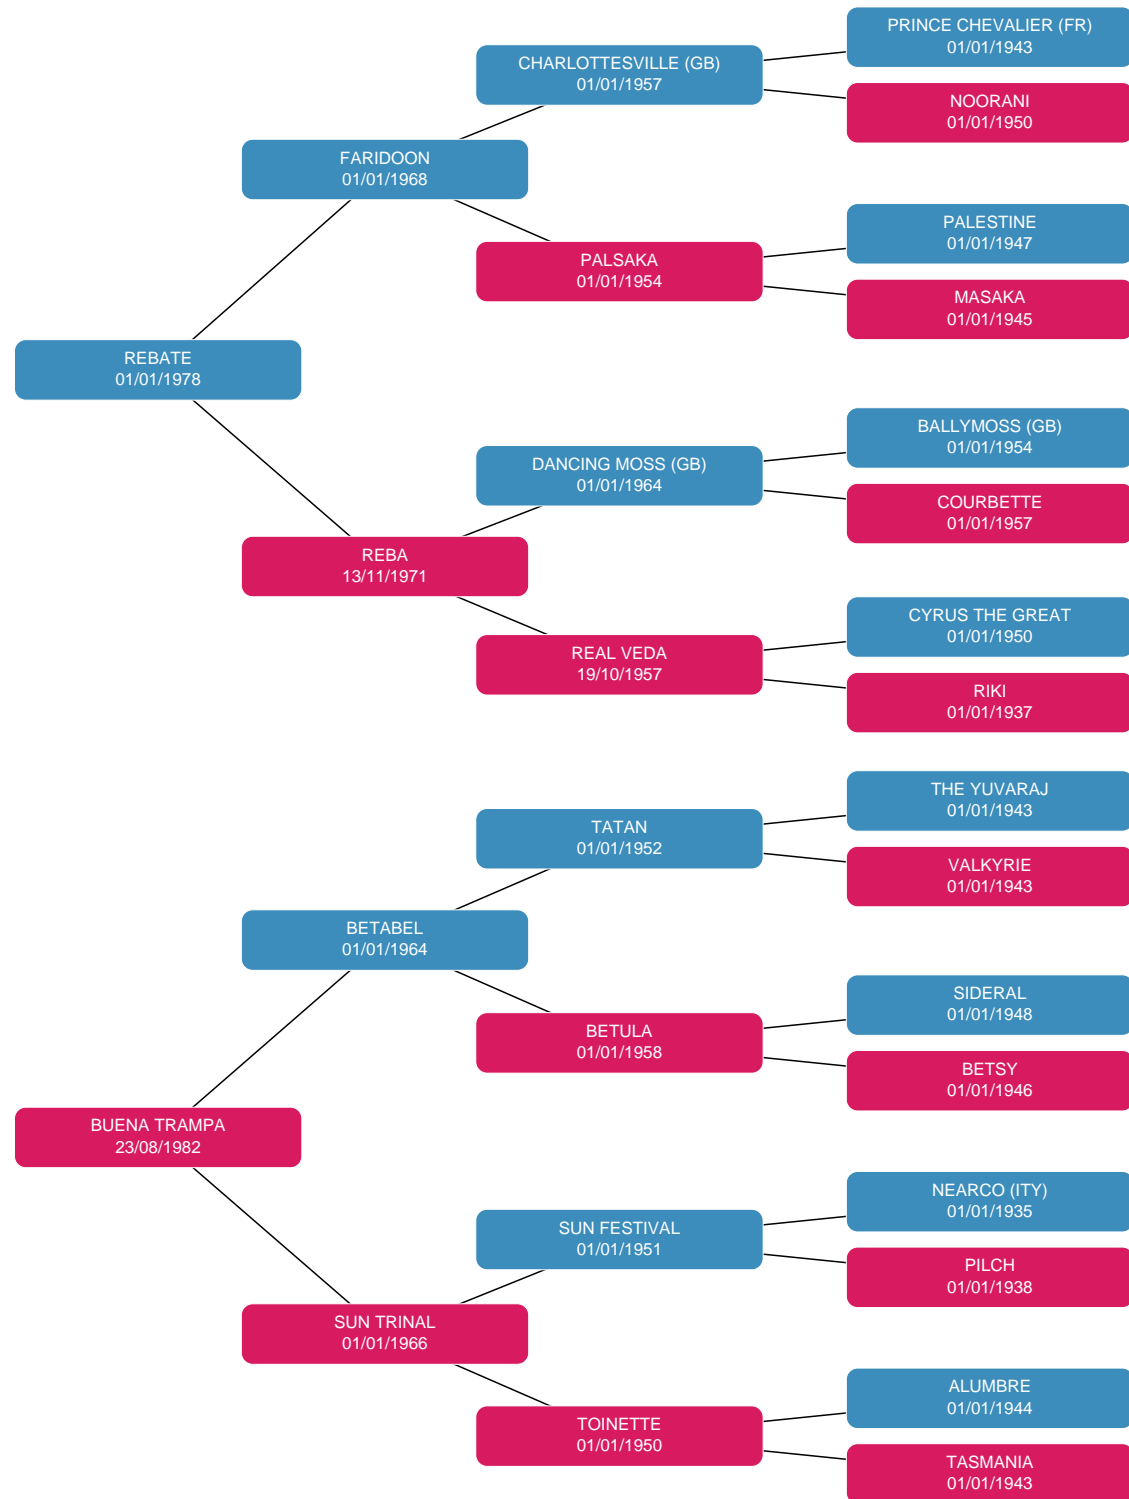 PRINCE CHEVALIER (FR)
01/01/1943
CHARLOTTESVILLE (GB)
01/01/1957
NOORANI
01/01/1950
FARIDOON
01/01/1968
PALESTINE
01/01/1947
PALSAKA
01/01/1954
MASAKA
01/01/1945
REBATE
01/01/1978
BALLYMOSS (GB)
01/01/1954
DANCING MOSS (GB)
01/01/1964
COURBETTE
01/01/1957
REBA
13/11/1971
CYRUS THE GREAT
01/01/1950
REAL VEDA
19/10/1957
RIKI
01/01/1937
THE YUVARAJ
01/01/1943
TATAN
01/01/1952
VALKYRIE
01/01/1943
BETABEL
01/01/1964
SIDERAL
01/01/1948
BETULA
01/01/1958
BETSY
01/01/1946
BUENA TRAMPA
23/08/1982
NEARCO (ITY)
01/01/1935
SUN FESTIVAL
01/01/1951
PILCH
01/01/1938
SUN TRINAL
01/01/1966
ALUMBRE
01/01/1944
TOINETTE
01/01/1950
TASMANIA
01/01/1943